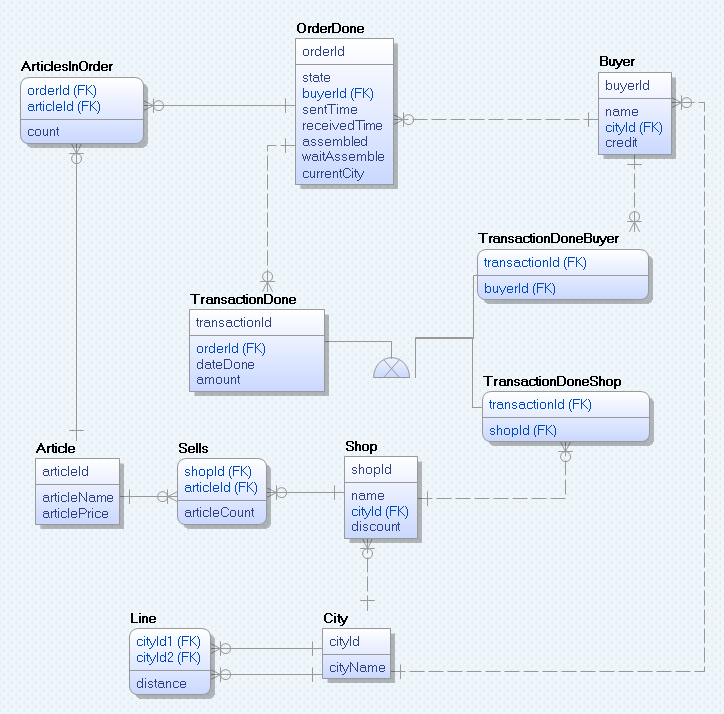 OrderDone
orderId
state
buyerId (FK)
sentTime
receivedTime
assembled
waitAssemble
currentCity
ArticlesInOrder
orderId (FK)
articleId (FK)
count
Buyer
buyerId
name
cityId (FK)
credit
TransactionDoneBuyer
transactionId (FK)
buyerId (FK)
TransactionDone
transactionId
orderId (FK)
dateDone
amount
TransactionDoneShop
transactionId (FK)
shopId (FK)
Article
articleId
articleName
articlePrice
Sells
shopId (FK)
articleId (FK)
articleCount
Shop
shopId
name
cityId (FK)
discount
Line
cityId1 (FK)
cityId2 (FK)
distance
City
cityId
cityName